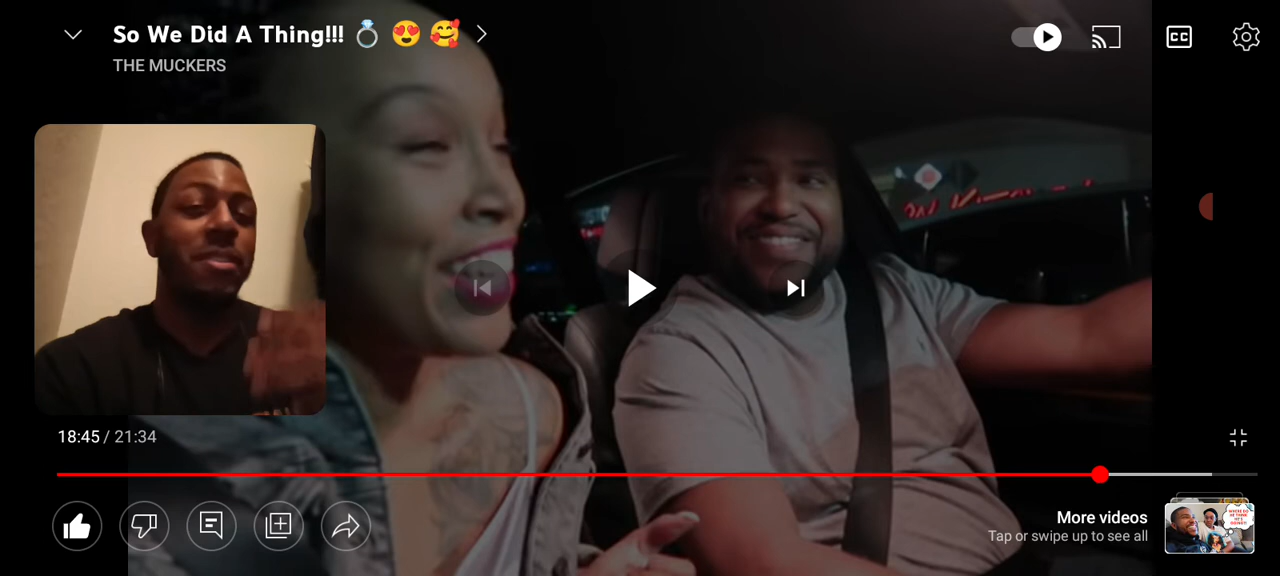 So We Did A Thing!!! 💍 😍 🥰
THE MUCKERS
CC
18:45 / 21:34
More videos
Tap or swipe up to see all